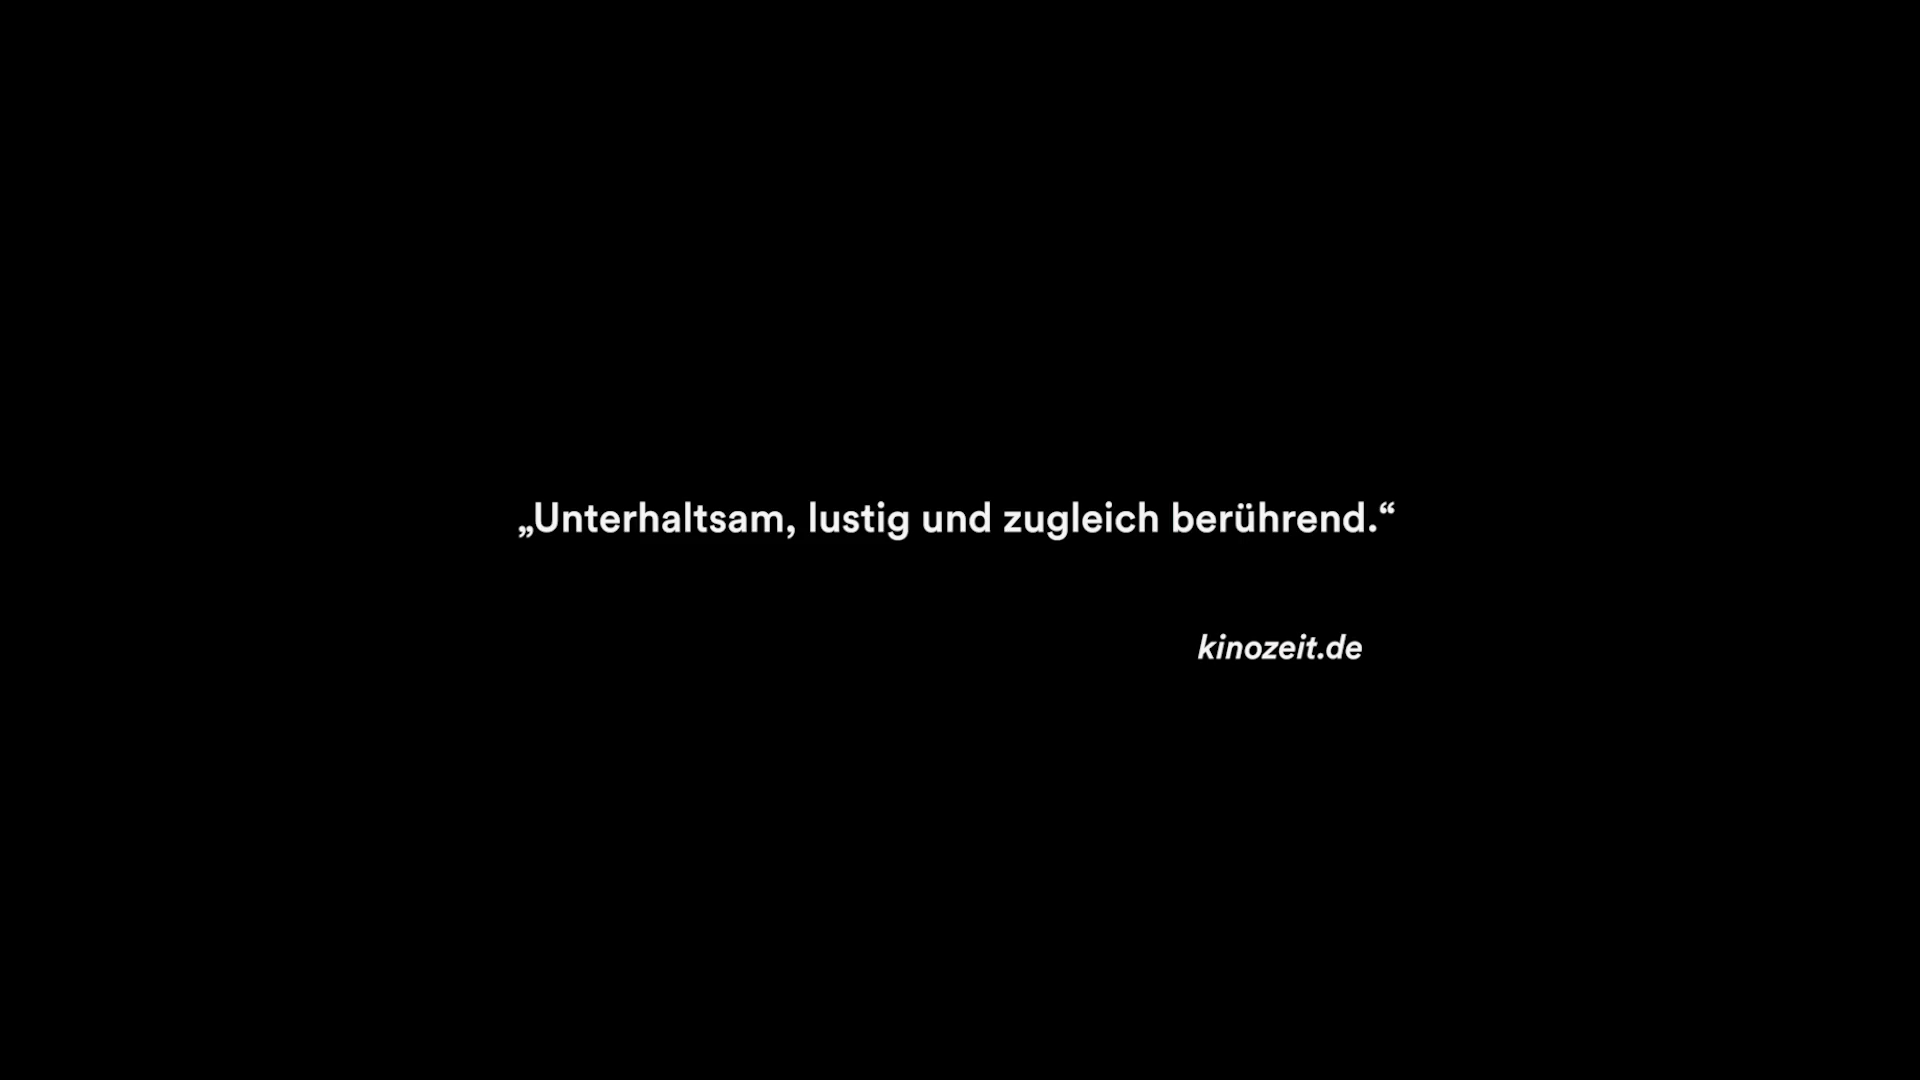 „Unterhaltsam, lustig und zugleich berührend.“
kinozeit.de